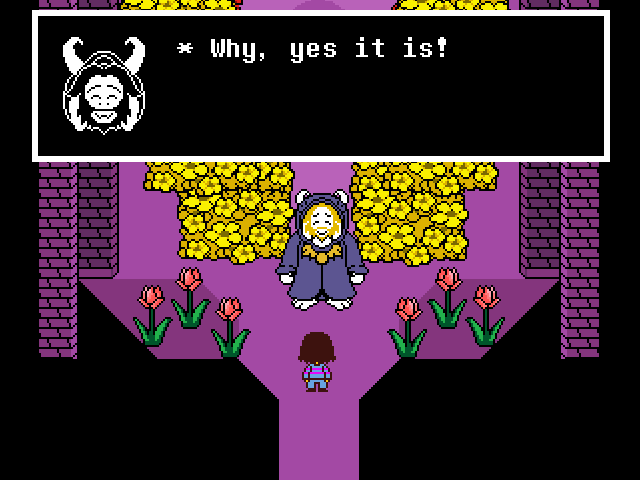 * Why, yes it is!